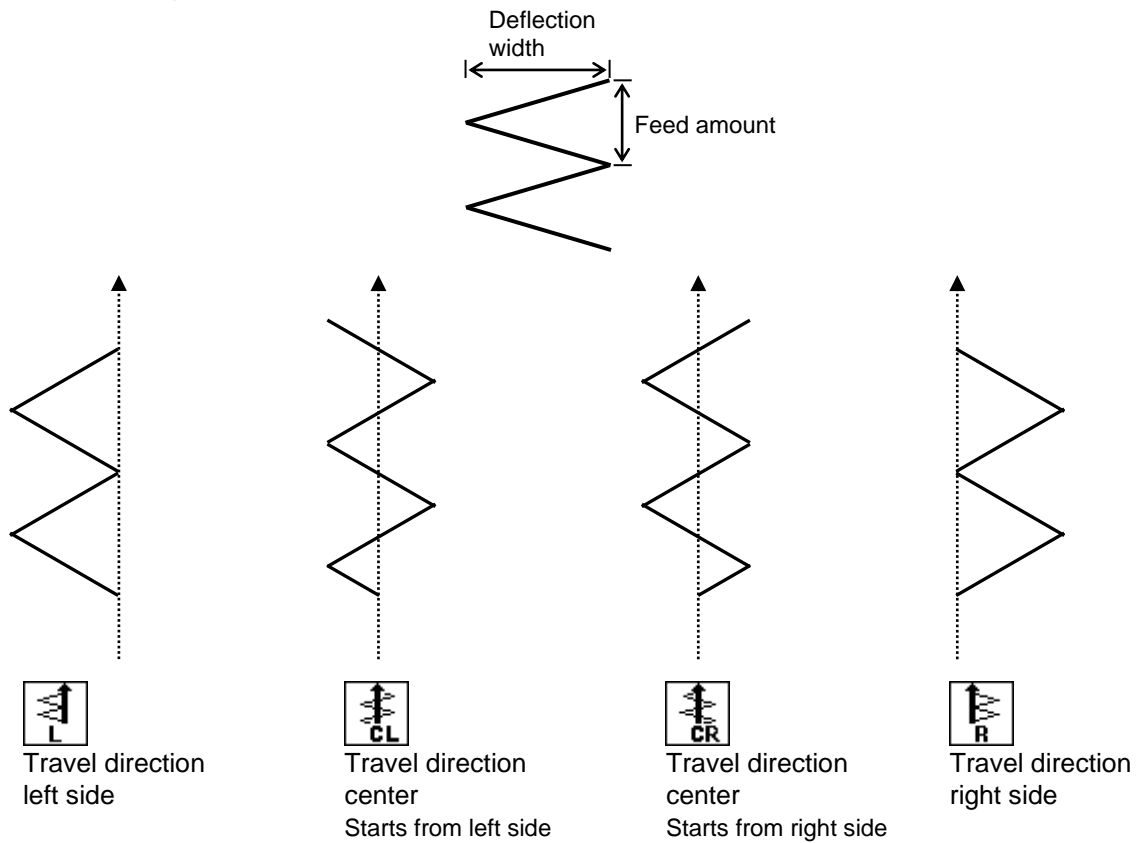 Deflection
width
Feed amount
L
Travel direction
left side
CL
Travel direction
center
Starts from left side
CR
Travel direction
center
Starts from right side
R
Travel direction
right side